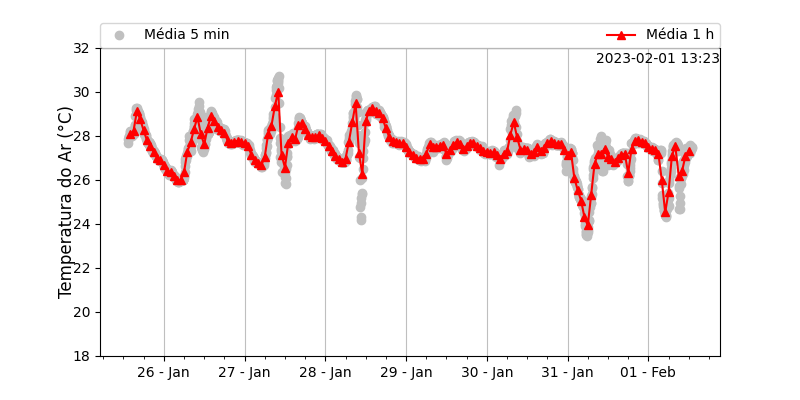 Média 5 min
Média 1 h
2023-02-01 13:23
Temperatura do Ar (°C)
32
30
28
26
24
22
20
18
26 - Jan
27 - Jan
28 - Jan
29 - Jan
30 - Jan
31 - Jan
01 - Feb